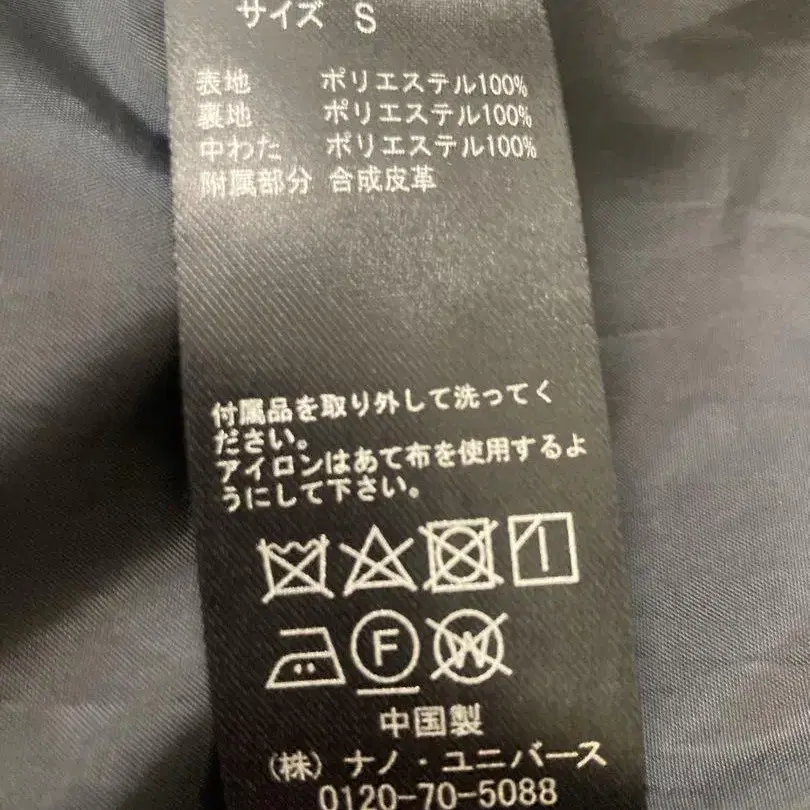 サイズ S
表地 ポリエステル100%
裏地 ポリエステル100%
中わた ポリエステル100%
附属部分 合成皮革
付属品を取り外して洗ってく
ださい。
アイロンはあて布を使用するよ
うにして下さい。
F W
中国製
(株) ナノ・ユニバース
0120-70-5088